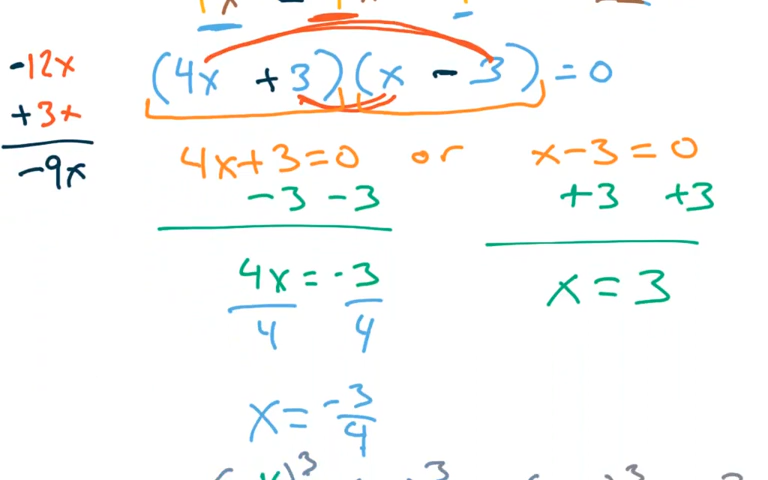 -12x
+3x
-9x
(4x +3)(x -3) = 0
4x+3=0 or x-3=0
-3 -3 +3 +3
4x=-3 x=3
4 4
x=-3/4